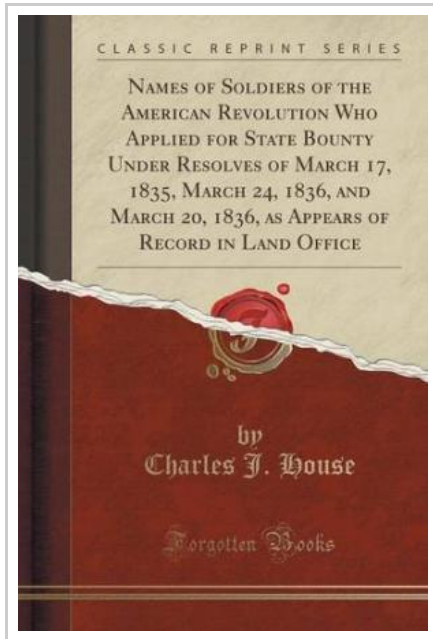 CLASSIC REPRINT SERIES
NAMES OF SOLDIERS OF THE
AMERICAN REVOLUTION WHO
APPLIED FOR STATE BOUNTY
UNDER RESOLVES OF MARCH 17,
1835, MARCH 24, 1836, AND
MARCH 20, 1836, AS APPEARS OF
RECORD IN LAND OFFICE
by
Charles J. House
Forgotten Books